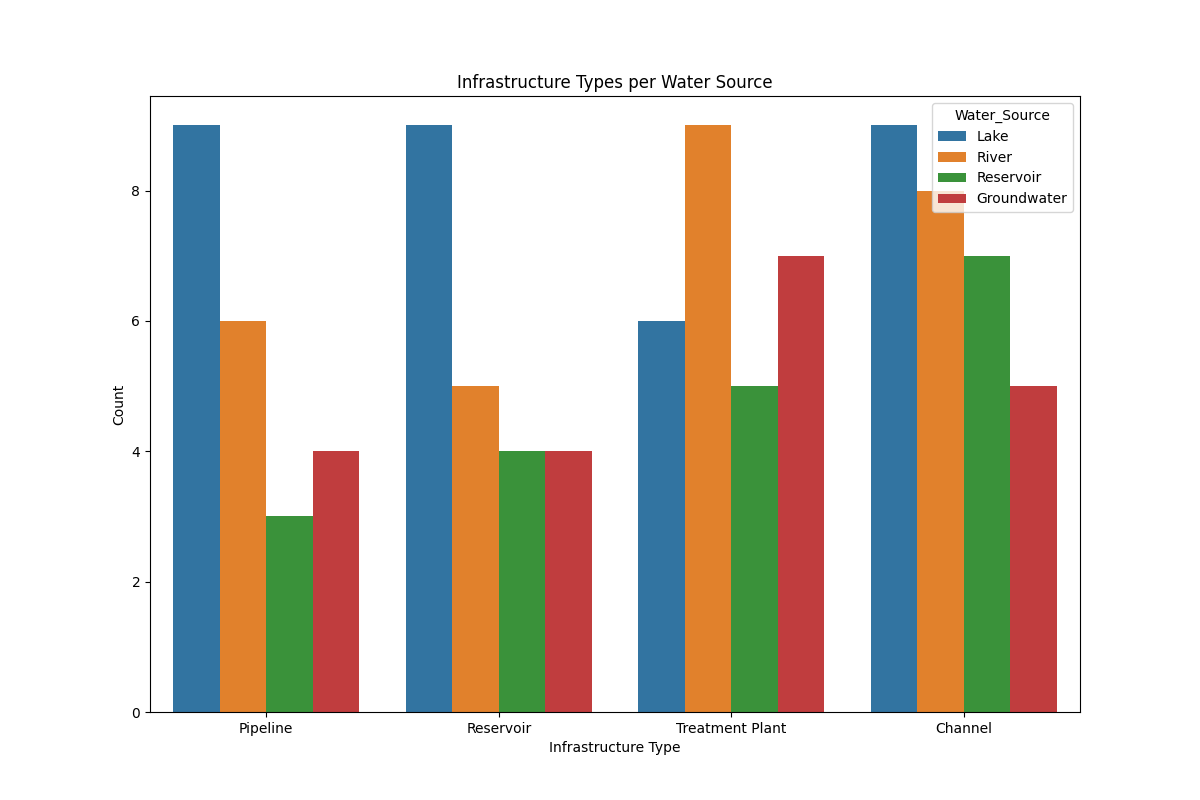 Infrastructure Types per Water Source
Water_Source
Lake
River
Reservoir
Groundwater
Count
8
6
4
2
0
Pipeline
Reservoir
Treatment Plant
Channel
Infrastructure Type